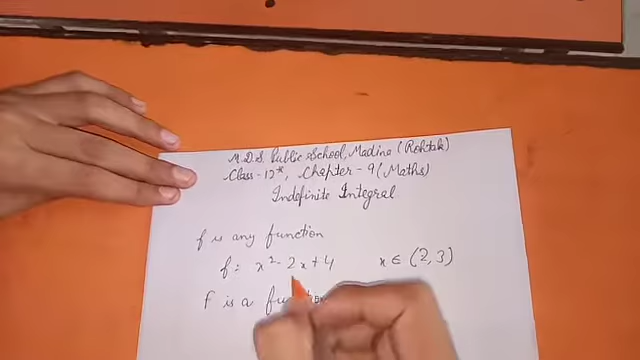 M.D.S. Public School, Madina (Rohtak)
Class - 12th, Chapter - 9 (Maths)
Indefinite Integral
f is any function
f: x² - 2x + 4 x ∈ (2, 3)
F is a